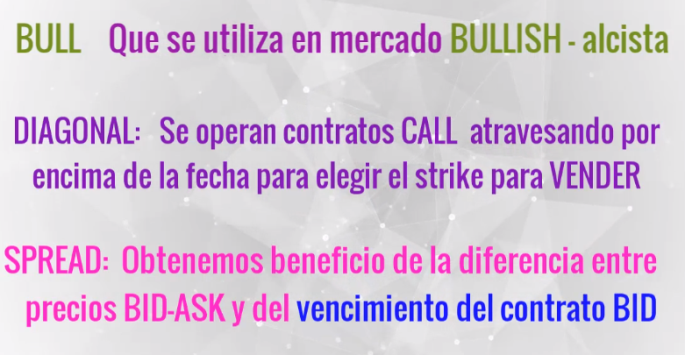 BULL Que se utiliza en mercado BULLISH - alcista
DIAGONAL: Se operan contratos CALL atravesando por
encima de la fecha para elegir el strike para VENDER
SPREAD: Obtenemos beneficio de la diferencia entre
precios BID-ASK y del vencimiento del contrato BID